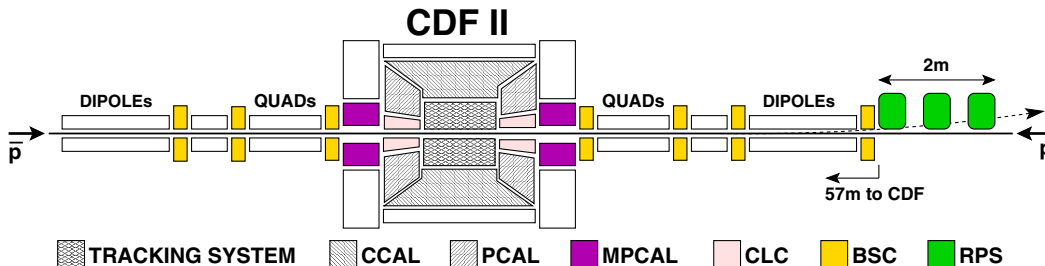 CDF II
2m
DIPOLEs QUADs QUADs DIPOLEs
p̅ p
57m to CDF
TRACKING SYSTEM CCAL PCAL MPCAL CLC BSC RPS